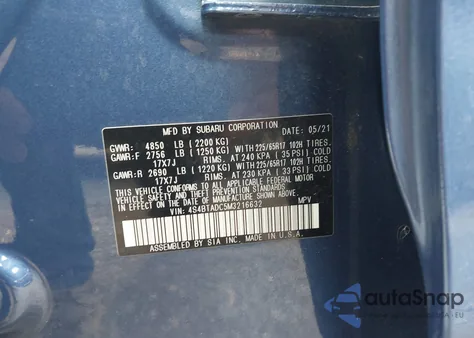 MFD BY SUBARU CORPORATION 05/21
GVWR: 4850 LB (2200 KG)
GAWR:F 2756 LB (1250 KG) WITH 225/65R17 102H TIRES,
17X7J RIMS, AT 240 KPA (35 PSI) COLD
GAWR:R 2690 LB (1220 KG) WITH 225/65R17 102H TIRES,
17X7J RIMS, AT 230 KPA (33 PSI) COLD
THIS VEHICLE CONFORMS TO ALL APPLICABLE FEDERAL MOTOR
VEHICLE SAFETY AND THEFT PREVENTION STANDARDS IN
EFFECT ON THE DATE OF MANUFACTURE SHOWN ABOVE.
VIN: 4S4BTADC5M3216632 MPV
ASSEMBLED BY SIA INC. MADE IN U.S.A.
autoSnap